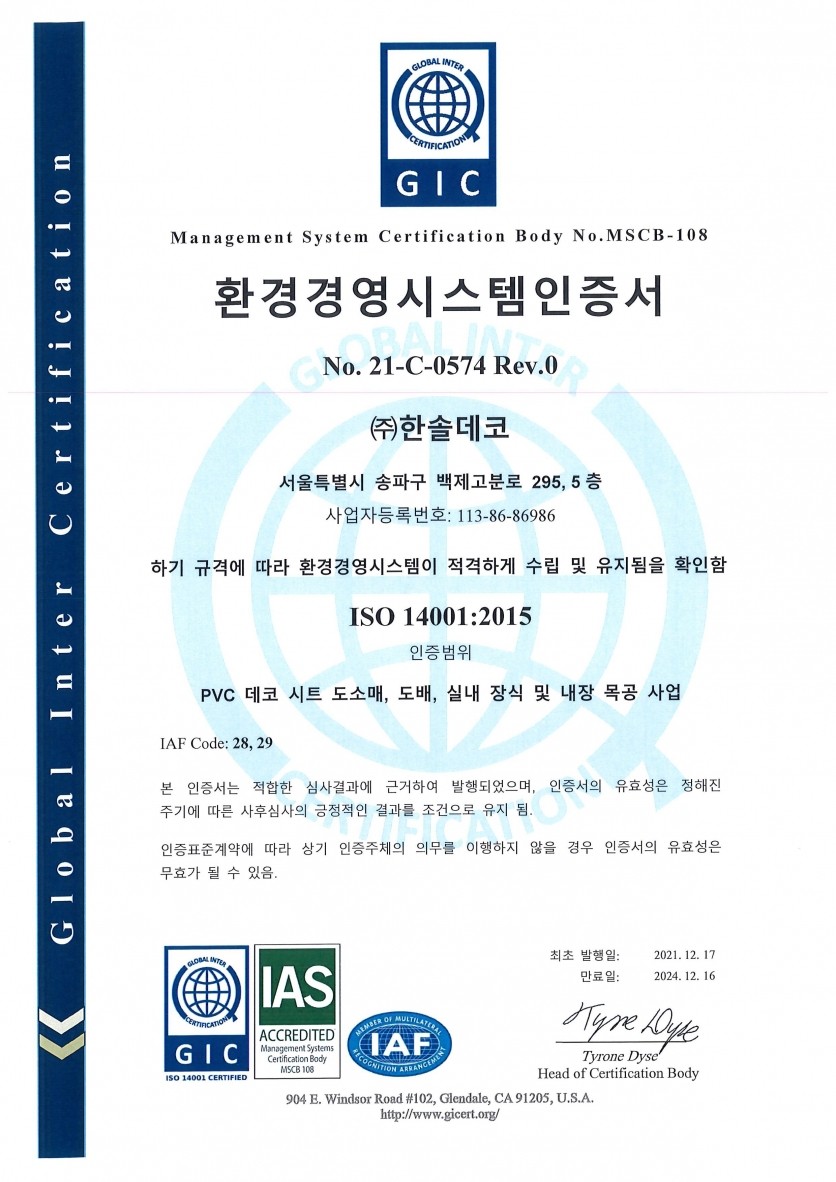 Global Inter Certification
GLOBAL INTER
CERTIFICATION
GIC
Management System Certification Body No.MSCB-108
환경경영시스템인증서
GLOBAL INTER
No. 21-C-0574 Rev.0
㈜한솔데코
서울특별시 송파구 백제고분로 295, 5 층
사업자등록번호: 113-86-86986
하기 규격에 따라 환경경영시스템이 적격하게 수립 및 유지됨을 확인함
ISO 14001:2015
인증범위
PVC 데코 시트 도소매, 도배, 실내 장식 및 내장 목공 사업
IAF Code: 28, 29
본 인증서는 적합한 심사결과에 근거하여 발행되었으며, 인증서의 유효성은 정해진
주기에 따른 사후심사의 긍정적인 결과를 조건으로 유지 됨.
CERTIFICATION
인증표준계약에 따라 상기 인증주체의 의무를 이행하지 않을 경우 인증서의 유효성은
무효가 될 수 있음.
최초 발행일: 2021. 12. 17
만료일: 2024. 12. 16
GLOBAL INTER
CERTIFICATION
GIC
ISO 14001 CERTIFIED
IAS
ACCREDITED
Management Systems
Certification Body
MSCB 108
MEMBER OF MULTILATERAL
IAF
RECOGNITION ARRANGEMENT
Tyrone Dyse
Tyrone Dyse
Head of Certification Body
904 E. Windsor Road #102, Glendale, CA 91205, U.S.A.
http://www.gicert.org/